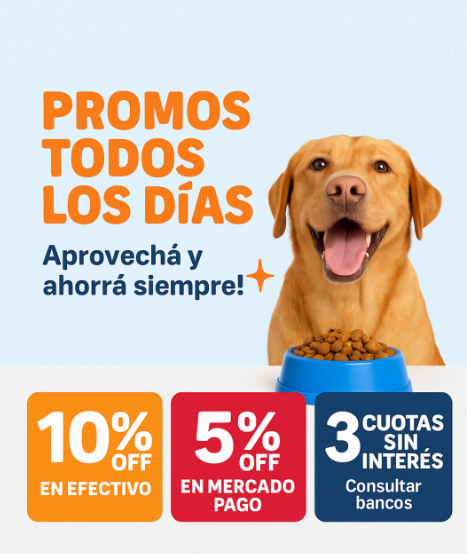 PROMOS
TODOS
LOS DÍAS
Aprovechá y
ahorrá siempre!
10%
OFF
EN EFECTIVO
5%
OFF
EN MERCADO
PAGO
3 CUOTAS
SIN
INTERÉS
Consultar
bancos